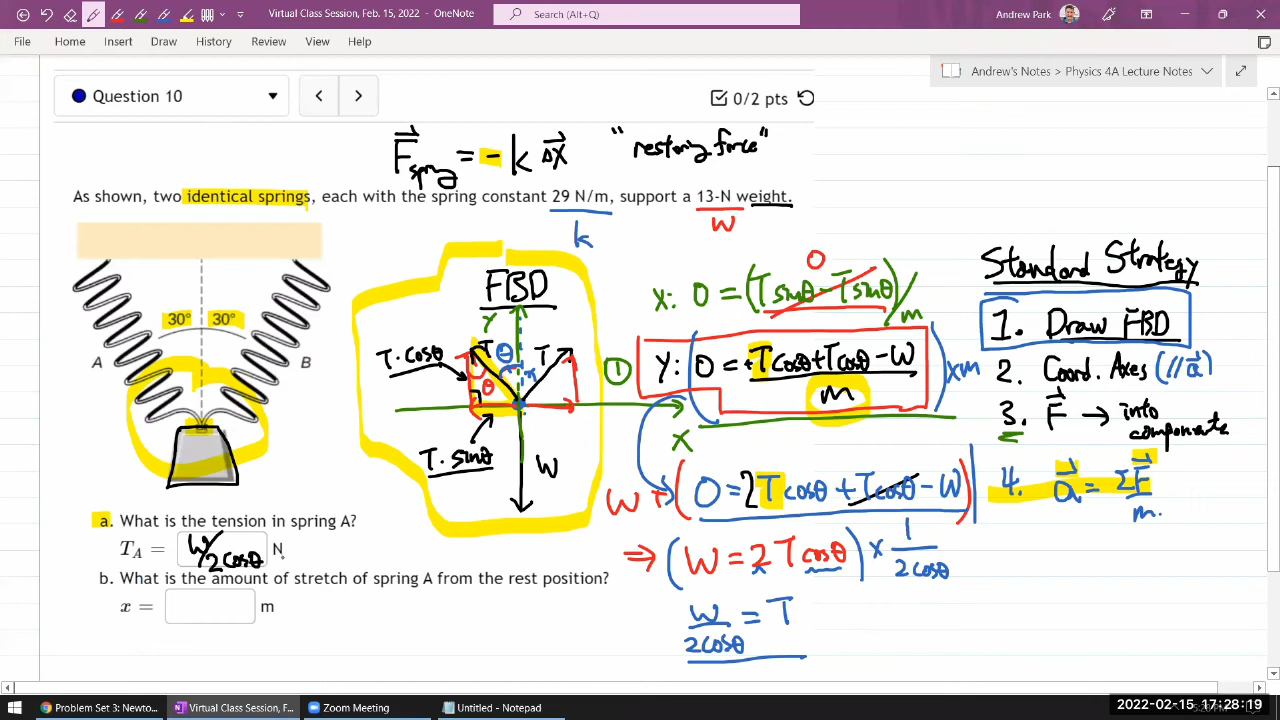 Virtual Class Session, Feb. 15, 2022 - OneNote
Search (Alt+Q)
Andrew Park
File Home Insert Draw History Review View Help
Andrew's Notes > Physics 4A Lecture Notes
Question 10
0/2 pts
F spring = - k Δx "restoring force"
As shown, two identical springs, each with the spring constant 29 N/m, support a 13-N weight.
k
W
30° 30°
A
B
FBD
Y
T·cosθ
T
θ
T
θ
T·sinθ
W
X
0
X: 0 = (T sinθ - T sinθ)/m
① Y: 0 = +T cosθ + T cosθ - W
m
xm
W + (0 = 2T cosθ + T cosθ - W)
⇒ (W = 2T cosθ) x 1
2cosθ
W = T
2cosθ
Standard Strategy
1. Draw FBD
2. Coord. Axes (// a)
3. F → into
components
4. a = ΣF
m.
a. What is the tension in spring A?
T_A = W/2cosθ N
b. What is the amount of stretch of spring A from the rest position?
x = m
Problem Set 3: Newto...
Virtual Class Session, F...
Zoom Meeting
Untitled - Notepad
2022-02-15 17:28:19